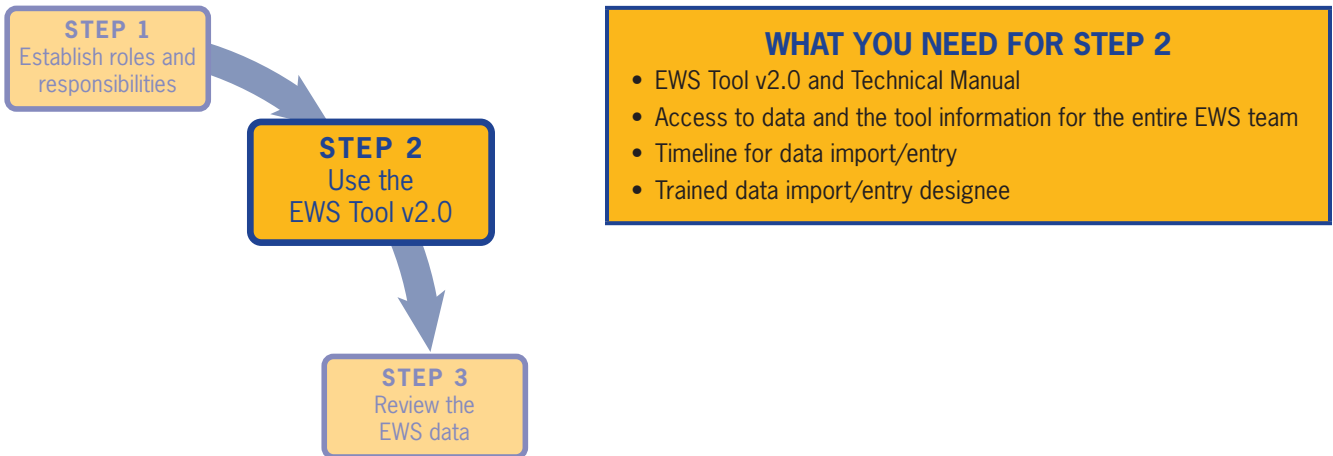 STEP 1
Establish roles and
responsibilities
STEP 2
Use the
EWS Tool v2.0
STEP 3
Review the
EWS data
WHAT YOU NEED FOR STEP 2
• EWS Tool v2.0 and Technical Manual
• Access to data and the tool information for the entire EWS team
• Timeline for data import/entry
• Trained data import/entry designee